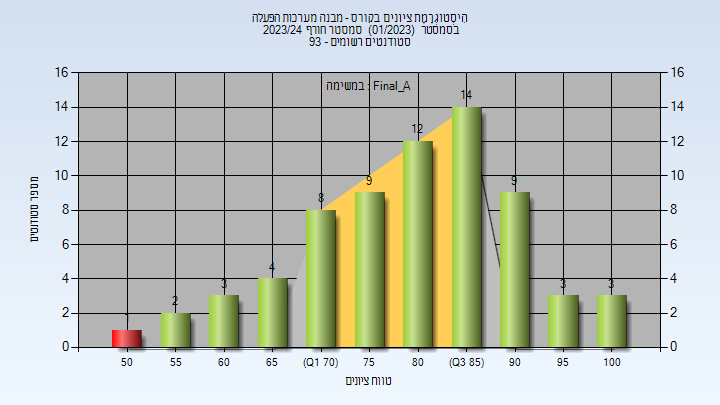 היסטוגרמת ציונים בקורס - מבנה מערכות הפעלה
בסמסטר (01/2023) סמסטר חורף 2023/24
סטודנטים רשומים - 93
במשימה : Final_A
מספר סטודנטים
16 16
14 14
12 12
10 10
8 8
6 6
4 4
2 2
0 0
1 2 3 4 8 9 12 14 9 3 3
50 55 60 65 (Q1 70) 75 80 (Q3 85) 90 95 100
טווח ציונים